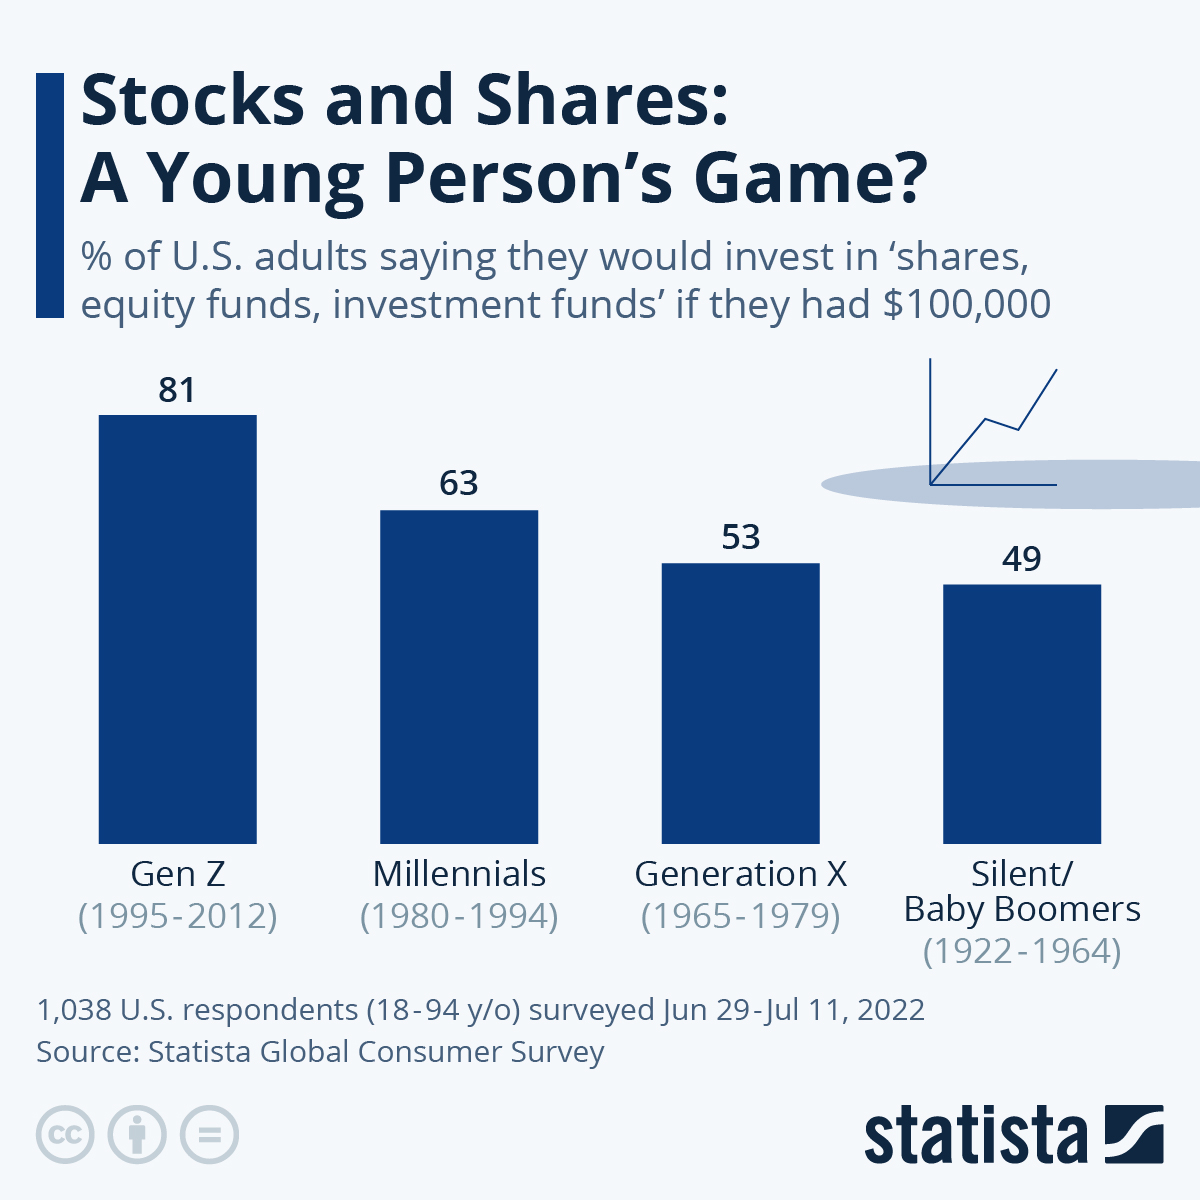 Stocks and Shares:
A Young Person’s Game?
% of U.S. adults saying they would invest in ‘shares,
equity funds, investment funds’ if they had $100,000
81
63
53
49
Gen Z
(1995-2012)
Millennials
(1980-1994)
Generation X
(1965-1979)
Silent/
Baby Boomers
(1922-1964)
1,038 U.S. respondents (18-94 y/o) surveyed Jun 29-Jul 11, 2022
Source: Statista Global Consumer Survey
cc
statista